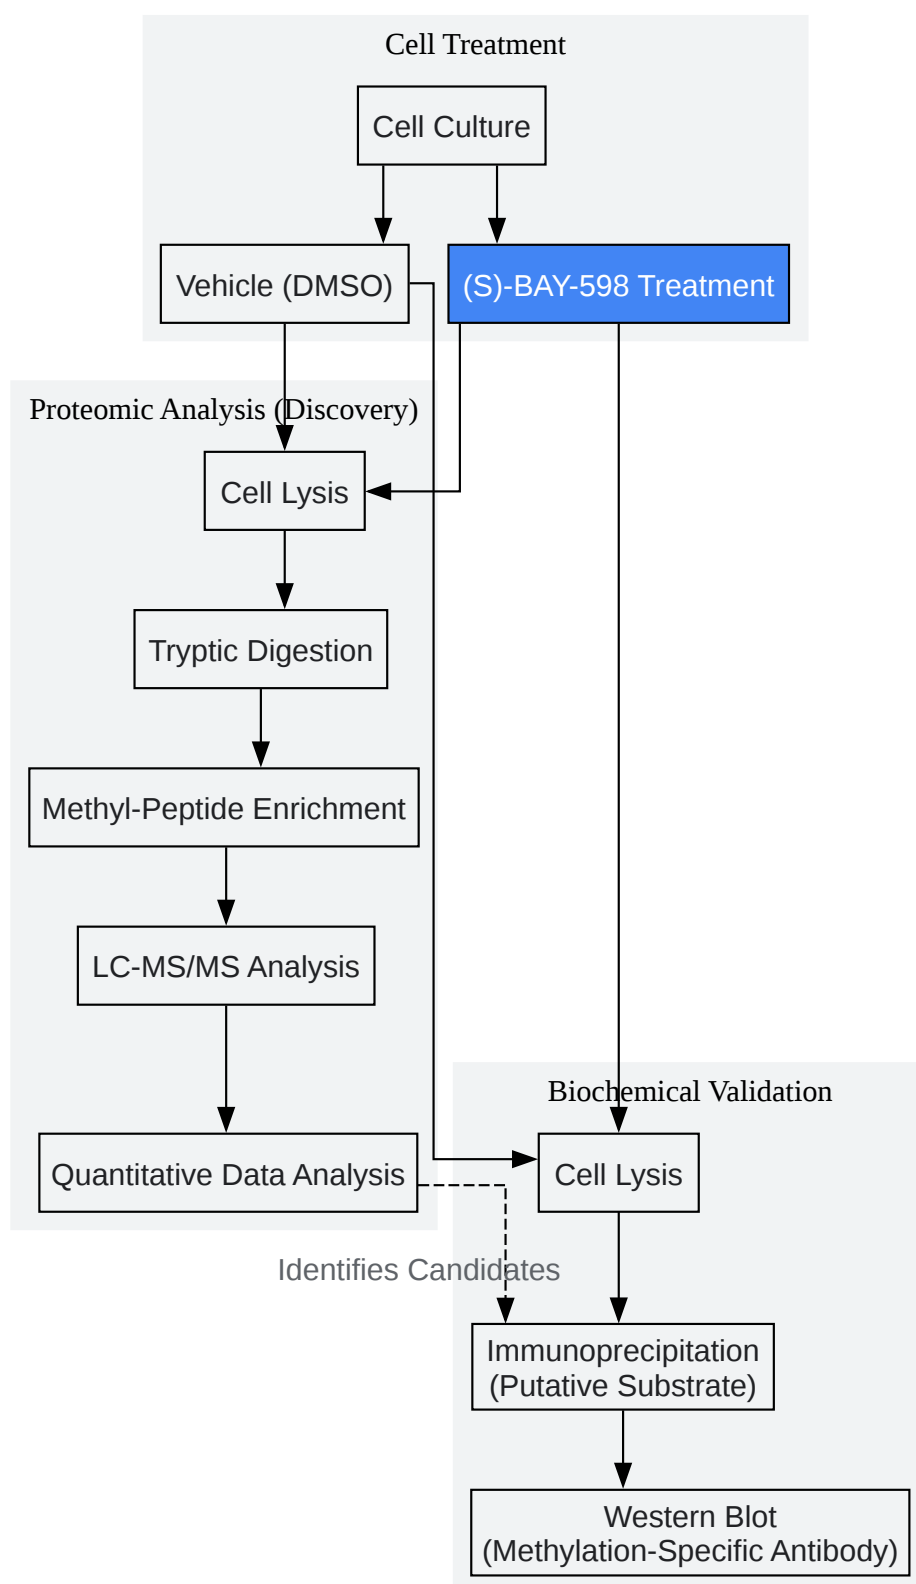 Cell Treatment
Cell Culture
Vehicle (DMSO)
(S)-BAY-598 Treatment
Proteomic Analysis (Discovery)
Cell Lysis
Tryptic Digestion
Methyl-Peptide Enrichment
LC-MS/MS Analysis
Quantitative Data Analysis
Identifies Candidates
Biochemical Validation
Cell Lysis
Immunoprecipitation
(Putative Substrate)
Western Blot
(Methylation-Specific Antibody)